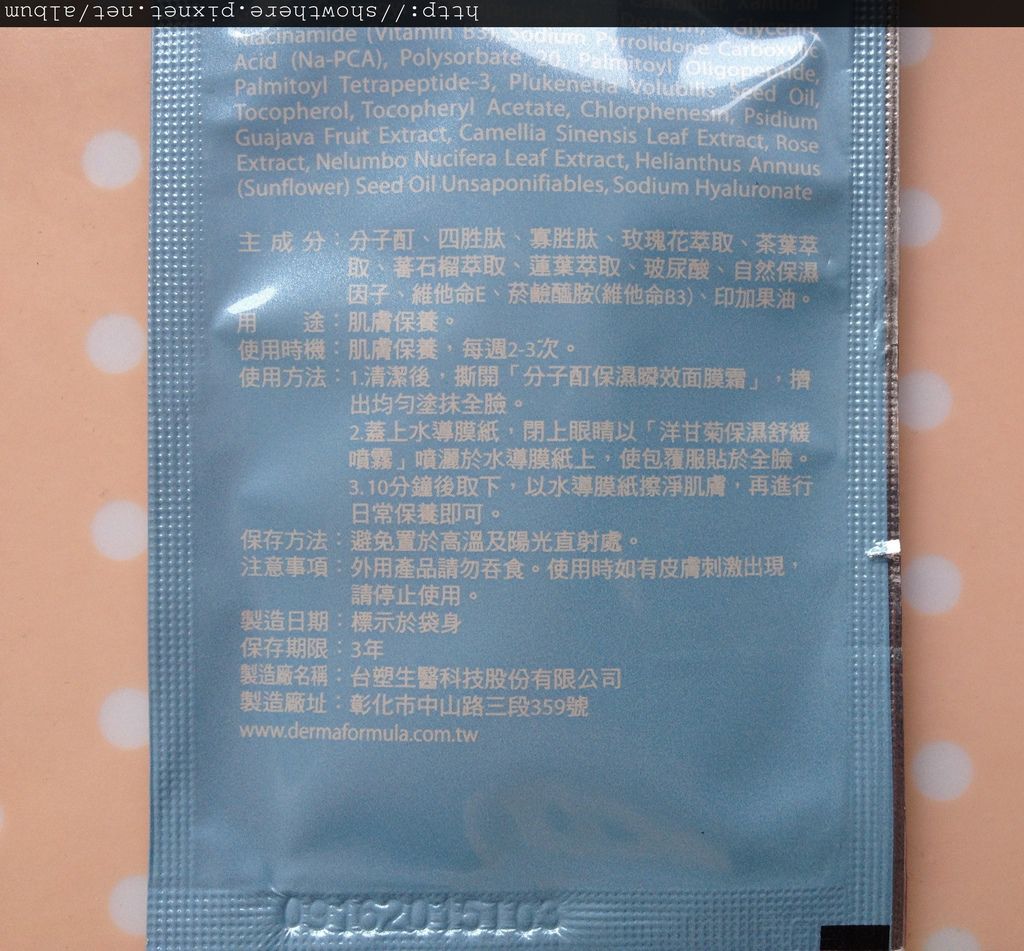 http://showthere.pixnet.net/album
Niacinamide (Vitamin B3), Sodium Pyrrolidone Carboxylic
Acid (Na-PCA), Polysorbate 20, Palmitoyl Oligopeptide,
Palmitoyl Tetrapeptide-3, Plukenetia Volubilis Seed Oil,
Tocopherol, Tocopheryl Acetate, Chlorphenesin, Psidium
Guajava Fruit Extract, Camellia Sinensis Leaf Extract, Rose
Extract, Nelumbo Nucifera Leaf Extract, Helianthus Annuus
(Sunflower) Seed Oil Unsaponifiables, Sodium Hyaluronate
主成分：分子酊、四胜肽、寡胜肽、玫瑰花萃取、茶葉萃
取、蕃石榴萃取、蓮葉萃取、玻尿酸、自然保濕
因子、維他命E、菸鹼醯胺(維他命B3)、印加果油。
用途：肌膚保養。
使用時機：肌膚保養，每週2-3次。
使用方法：1.清潔後，撕開「分子酊保濕瞬效面膜霜」，擠
出均勻塗抹全臉。
2.蓋上水導膜紙，閉上眼睛以「洋甘菊保濕舒緩
噴霧」噴灑於水導膜紙上，使包覆服貼於全臉。
3.10分鐘後取下，以水導膜紙擦淨肌膚，再進行
日常保養即可。
保存方法：避免置於高溫及陽光直射處。
注意事項：外用產品請勿吞食。使用時如有皮膚刺激出現，
請停止使用。
製造日期：標示於袋身
保存期限：3年
製造廠名稱：台塑生醫科技股份有限公司
製造廠址：彰化市中山路三段359號
www.dermaformula.com.tw